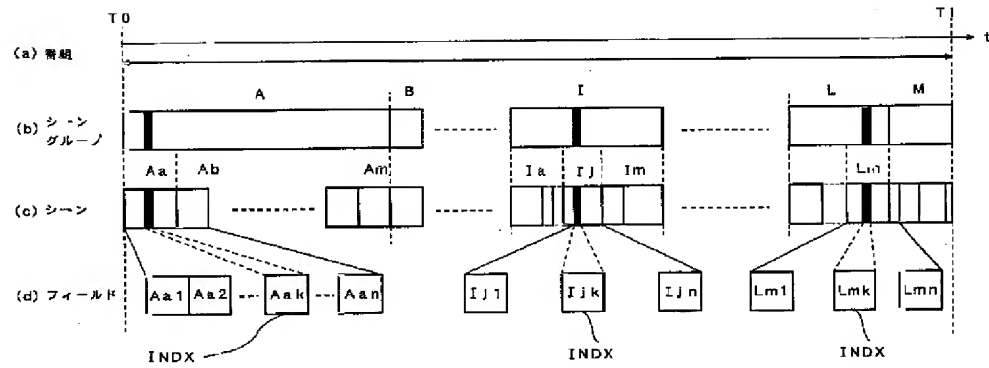 T0 T1
t
(a) 番組
A B I L M
(b) シーン
グループ
Aa Ab Am Ia Ij Im Lm
(c) シーン
(d) フィールド Aa1 Aa2 Aak Aan Ij1 Ijk Ijn Lm1 Lmk Lmn
INDX INDX INDX